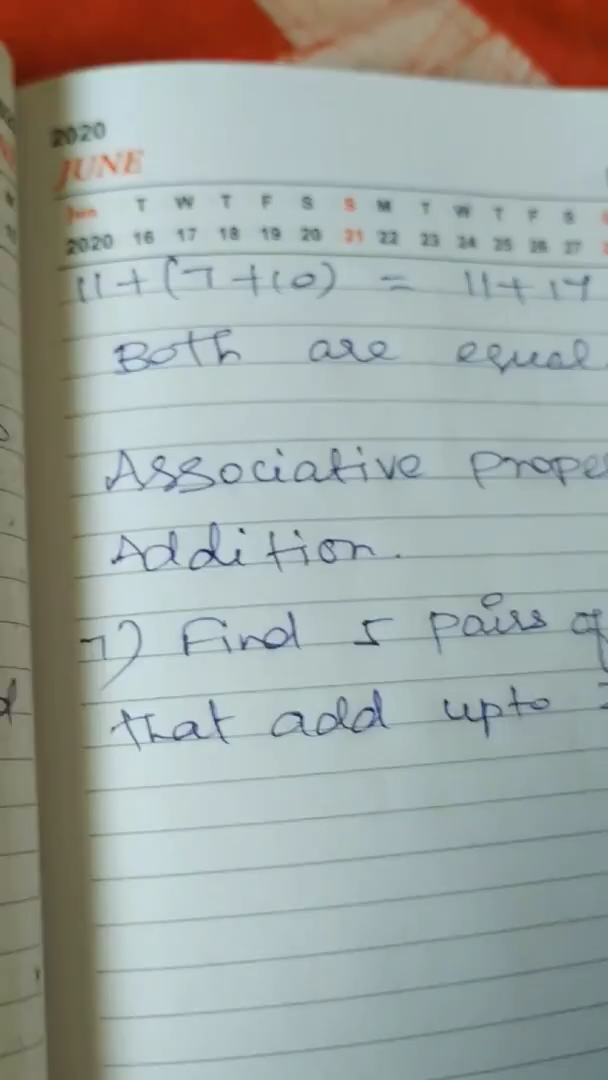 2020
JUNE
Jun T W T F S S M T W T F S
2020 16 17 18 19 20 21 22 23 24 25 26 27
11+(7+10) = 11+17
Both are equal.
Associative
Addition.
7) Find 5 pairs of
that add upto